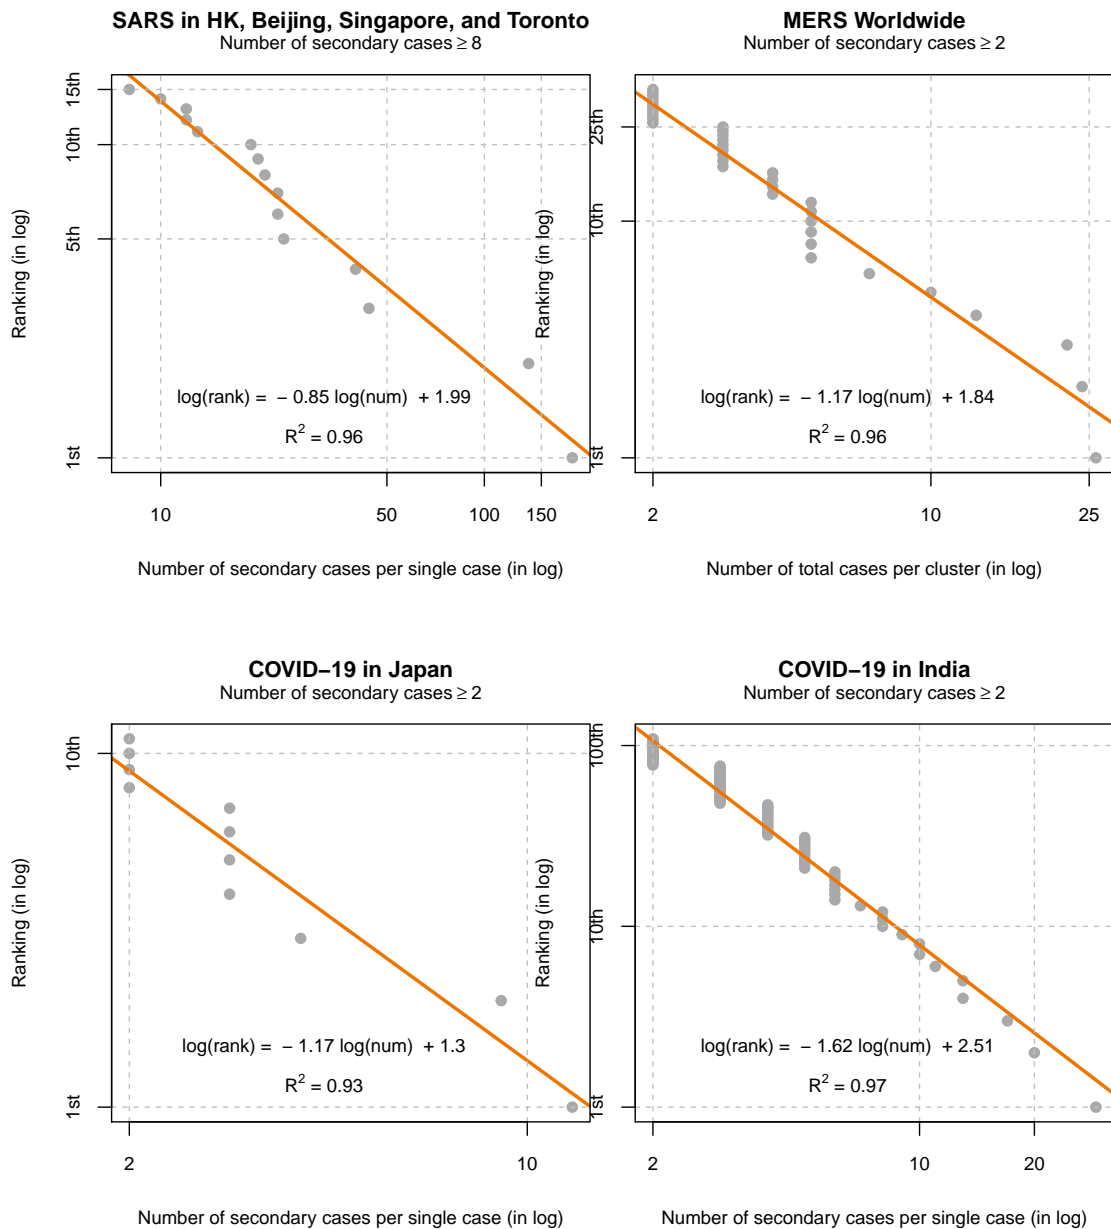 SARS in HK, Beijing, Singapore, and Toronto
Number of secondary cases ≥ 8
Ranking (in log)
15th
10th
5th
1st
log(rank) = − 0.85 log(num) + 1.99
R² = 0.96
10 50 100 150
Number of secondary cases per single case (in log)
MERS Worldwide
Number of secondary cases ≥ 2
Ranking (in log)
25th
10th
1st
log(rank) = − 1.17 log(num) + 1.84
R² = 0.96
2 10 25
Number of total cases per cluster (in log)
COVID−19 in Japan
Number of secondary cases ≥ 2
Ranking (in log)
10th
1st
log(rank) = − 1.17 log(num) + 1.3
R² = 0.93
2 10
Number of secondary cases per single case (in log)
COVID−19 in India
Number of secondary cases ≥ 2
Ranking (in log)
100th
10th
1st
log(rank) = − 1.62 log(num) + 2.51
R² = 0.97
2 10 20
Number of secondary cases per single case (in log)